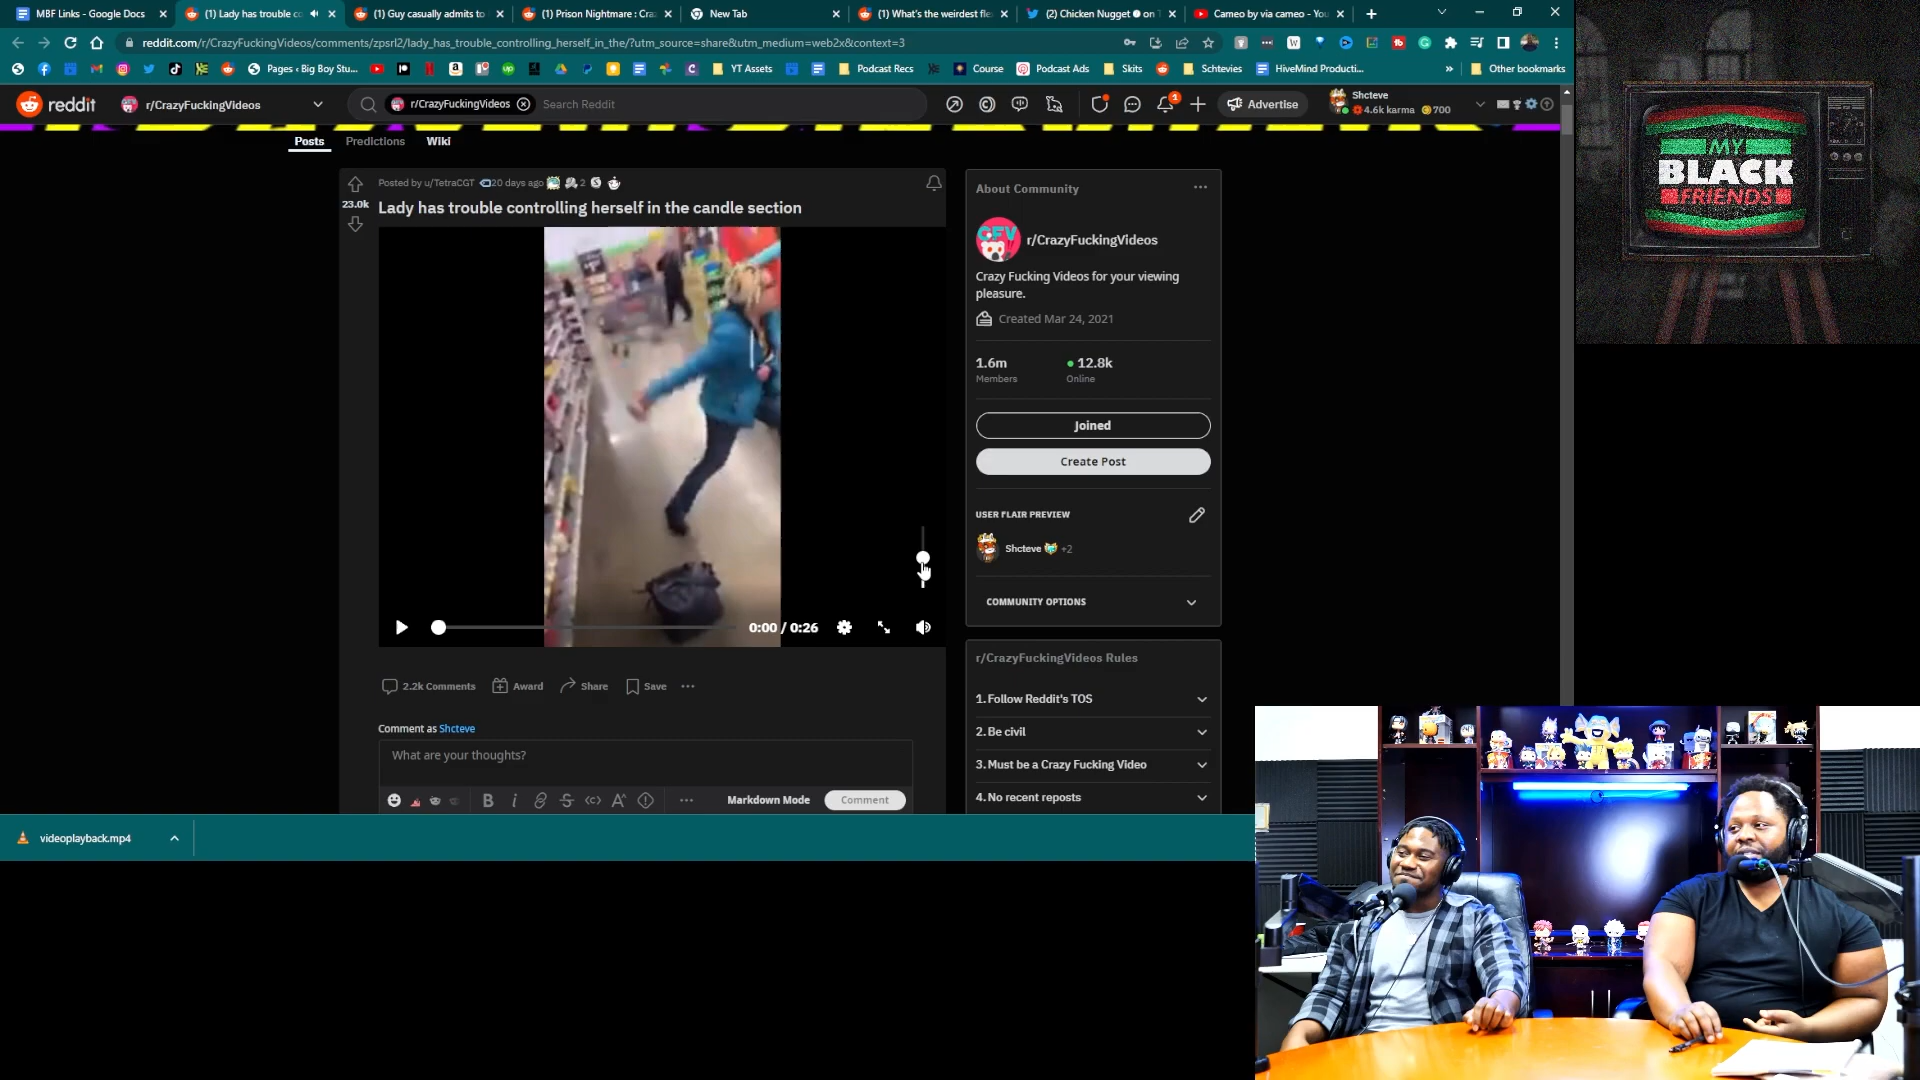 MBF Links - Google Docs
(1) Lady has trouble co
(1) Guy casually admits to
(1) Prison Nightmare : Cra
New Tab
(1) What's the weirdest fle
(2) Chicken Nugget on
Cameo by via cameo - You
reddit.com/r/CrazyFuckingVideos/comments/zpsrl2/lady_has_trouble_controlling_herself_in_the/?utm_source=share&utm_medium=web2x&context=3
Pages ‹ Big Boy Stu...
YT Assets
Podcast Recs
Course
Podcast Ads
Skits
Schtevies
HiveMind Producti...
»
Other bookmarks
reddit
r/CrazyFuckingVideos
r/CrazyFuckingVideos
Search Reddit
1
Advertise
Shcteve
4.6k karma
700
Posts
Predictions
Wiki
Posted by u/TetraCGT
20 days ago
2
23.0k
Lady has trouble controlling herself in the candle section
0:00 / 0:26
2.2k Comments
Award
Share
Save
Comment as Shcteve
What are your thoughts?
Markdown Mode
Comment
About Community
CFV
r/CrazyFuckingVideos
Crazy Fucking Videos for your viewing
pleasure.
Created Mar 24, 2021
1.6m
12.8k
Members
Online
Joined
Create Post
USER FLAIR PREVIEW
Shcteve +2
COMMUNITY OPTIONS
r/CrazyFuckingVideos Rules
1. Follow Reddit's TOS
2. Be civil
3. Must be a Crazy Fucking Video
4. No recent reposts
videoplayback.mp4
MY
BLACK
FRIENDS